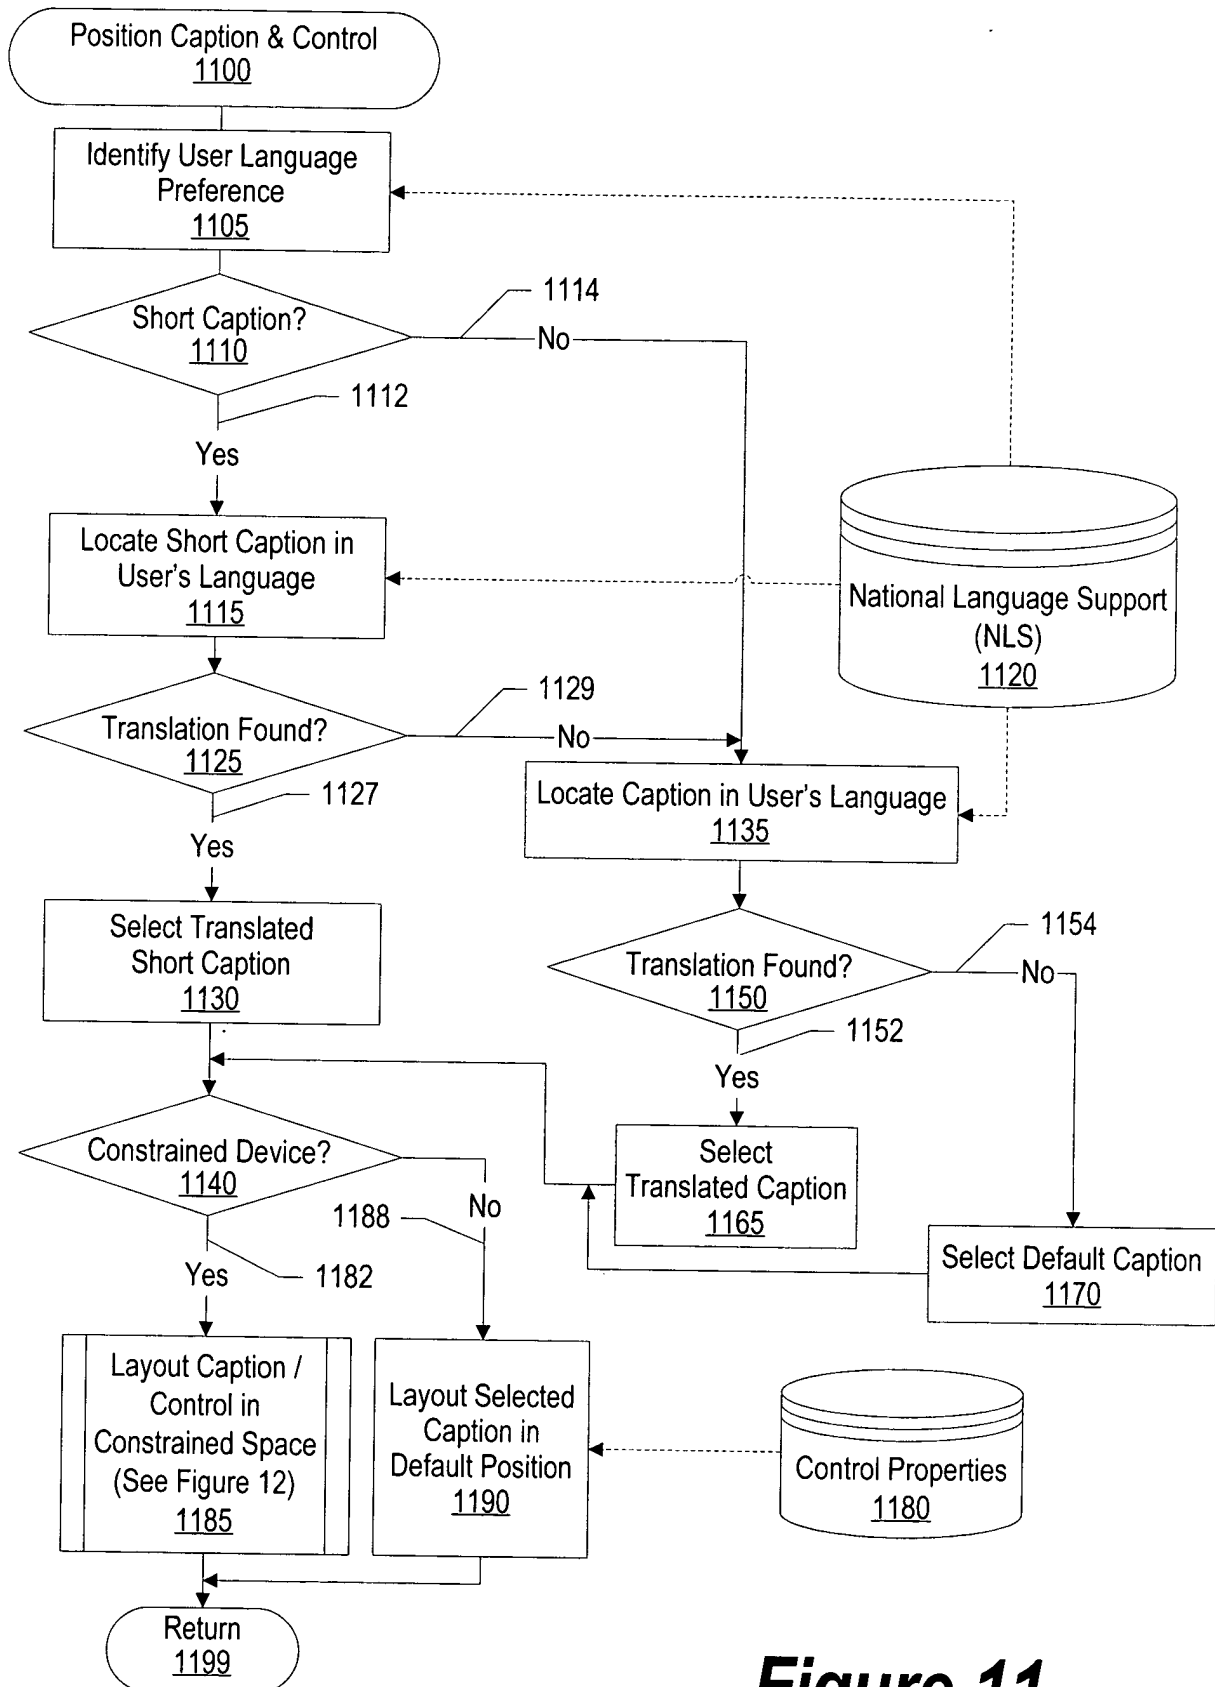 Position Caption & Control
1100
Identify User Language
Preference
1105
Short Caption?
1110
1114
No
1112
Yes
Locate Short Caption in
User's Language
1115
National Language Support
(NLS)
1120
Translation Found?
1125
1129
No
1127
Yes
Locate Caption in User's Language
1135
Select Translated
Short Caption
1130
Translation Found?
1150
1154
No
1152
Yes
Constrained Device?
1140
Select
Translated Caption
1165
No
1188
1182
Yes
Select Default Caption
1170
Layout Caption /
Control in
Constrained Space
(See Figure 12)
1185
Layout Selected
Caption in
Default Position
1190
Control Properties
1180
Return
1199
Figure 11